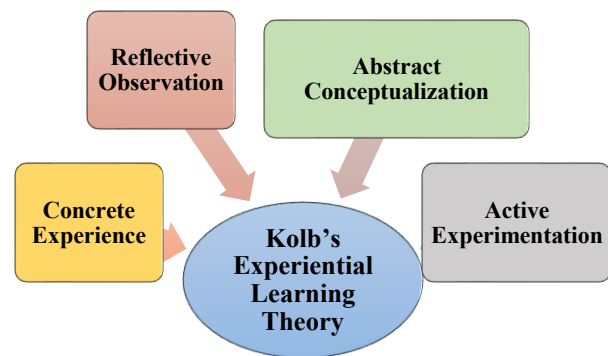 Reflective
Observation
Abstract
Conceptualization
Concrete
Experience
Active
Experimentation
Kolb's
Experiential
Learning
Theory